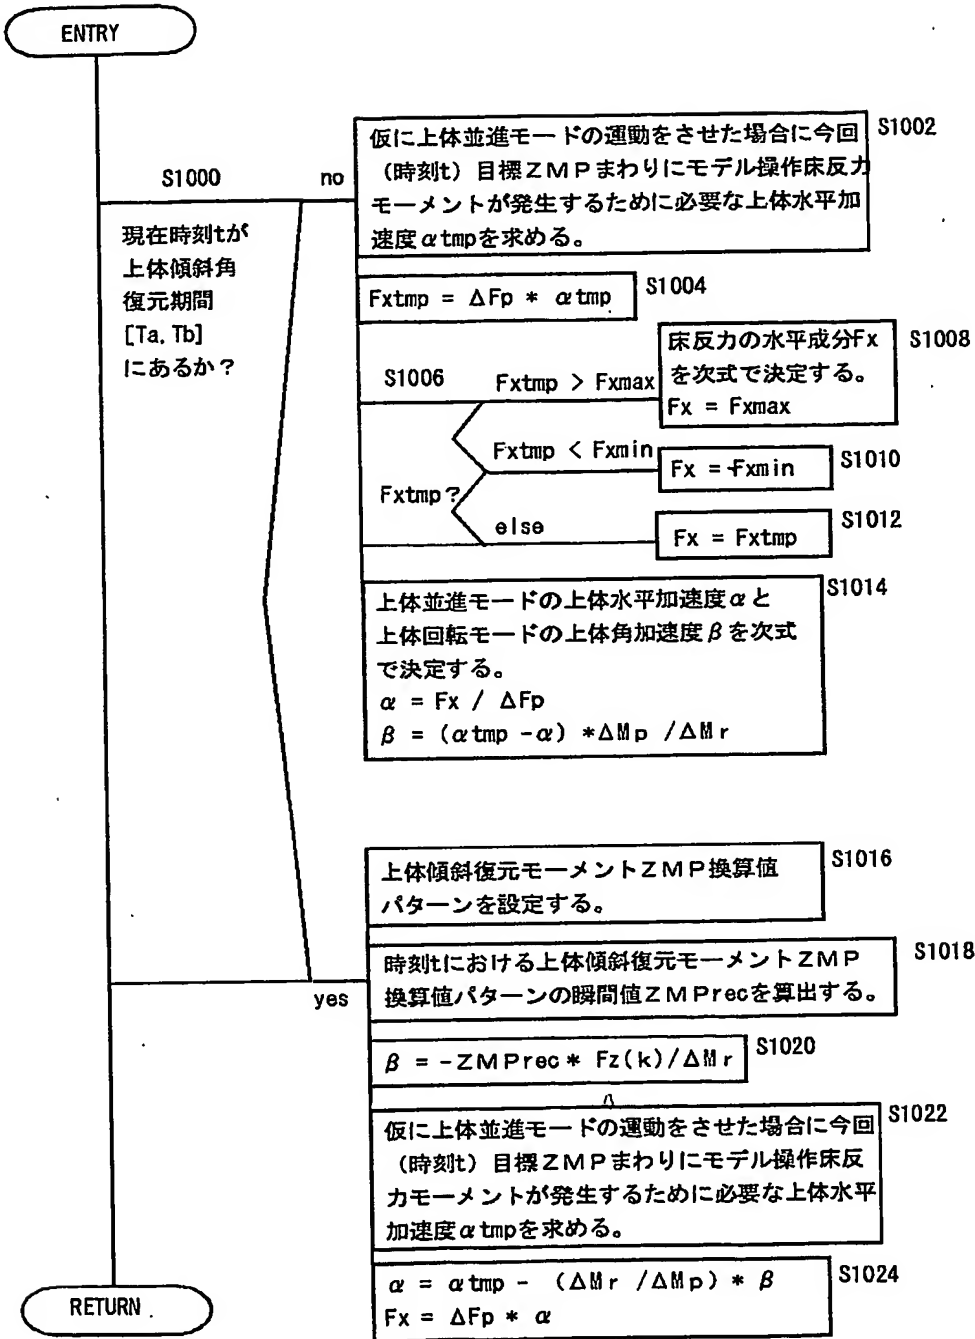 ENTRY
S1000
no
現在時刻tが
上体傾斜角
復元期間
[Ta, Tb]
にあるか？
仮に上体並進モードの運動をさせた場合に今回
（時刻t）目標ZMPまわりにモデル操作床反力
モーメントが発生するために必要な上体水平加
速度αtmpを求める。
S1002
Fxtmp = ΔFp * αtmp
S1004
S1006
Fxtmp？
Fxtmp > Fxmax
床反力の水平成分Fx
を次式で決定する。
Fx = Fxmax
S1008
Fxtmp < Fxmin
Fx = Fxmin
S1010
else
Fx = Fxtmp
S1012
上体並進モードの上体水平加速度αと
上体回転モードの上体角加速度βを次式
で決定する。
α = Fx / ΔFp
β = (αtmp -α) *ΔMp /ΔMr
S1014
yes
上体傾斜復元モーメントZMP換算値
パターンを設定する。
S1016
時刻tにおける上体傾斜復元モーメントZMP
換算値パターンの瞬間値ZMPrecを算出する。
S1018
β = -ZMPrec* Fz(k)/ΔMr
S1020
仮に上体並進モードの運動をさせた場合に今回
（時刻t）目標ZMPまわりにモデル操作床反
力モーメントが発生するために必要な上体水平
加速度αtmpを求める。
S1022
α = αtmp - (ΔMr /ΔMp) * β
Fx = ΔFp * α
S1024
RETURN